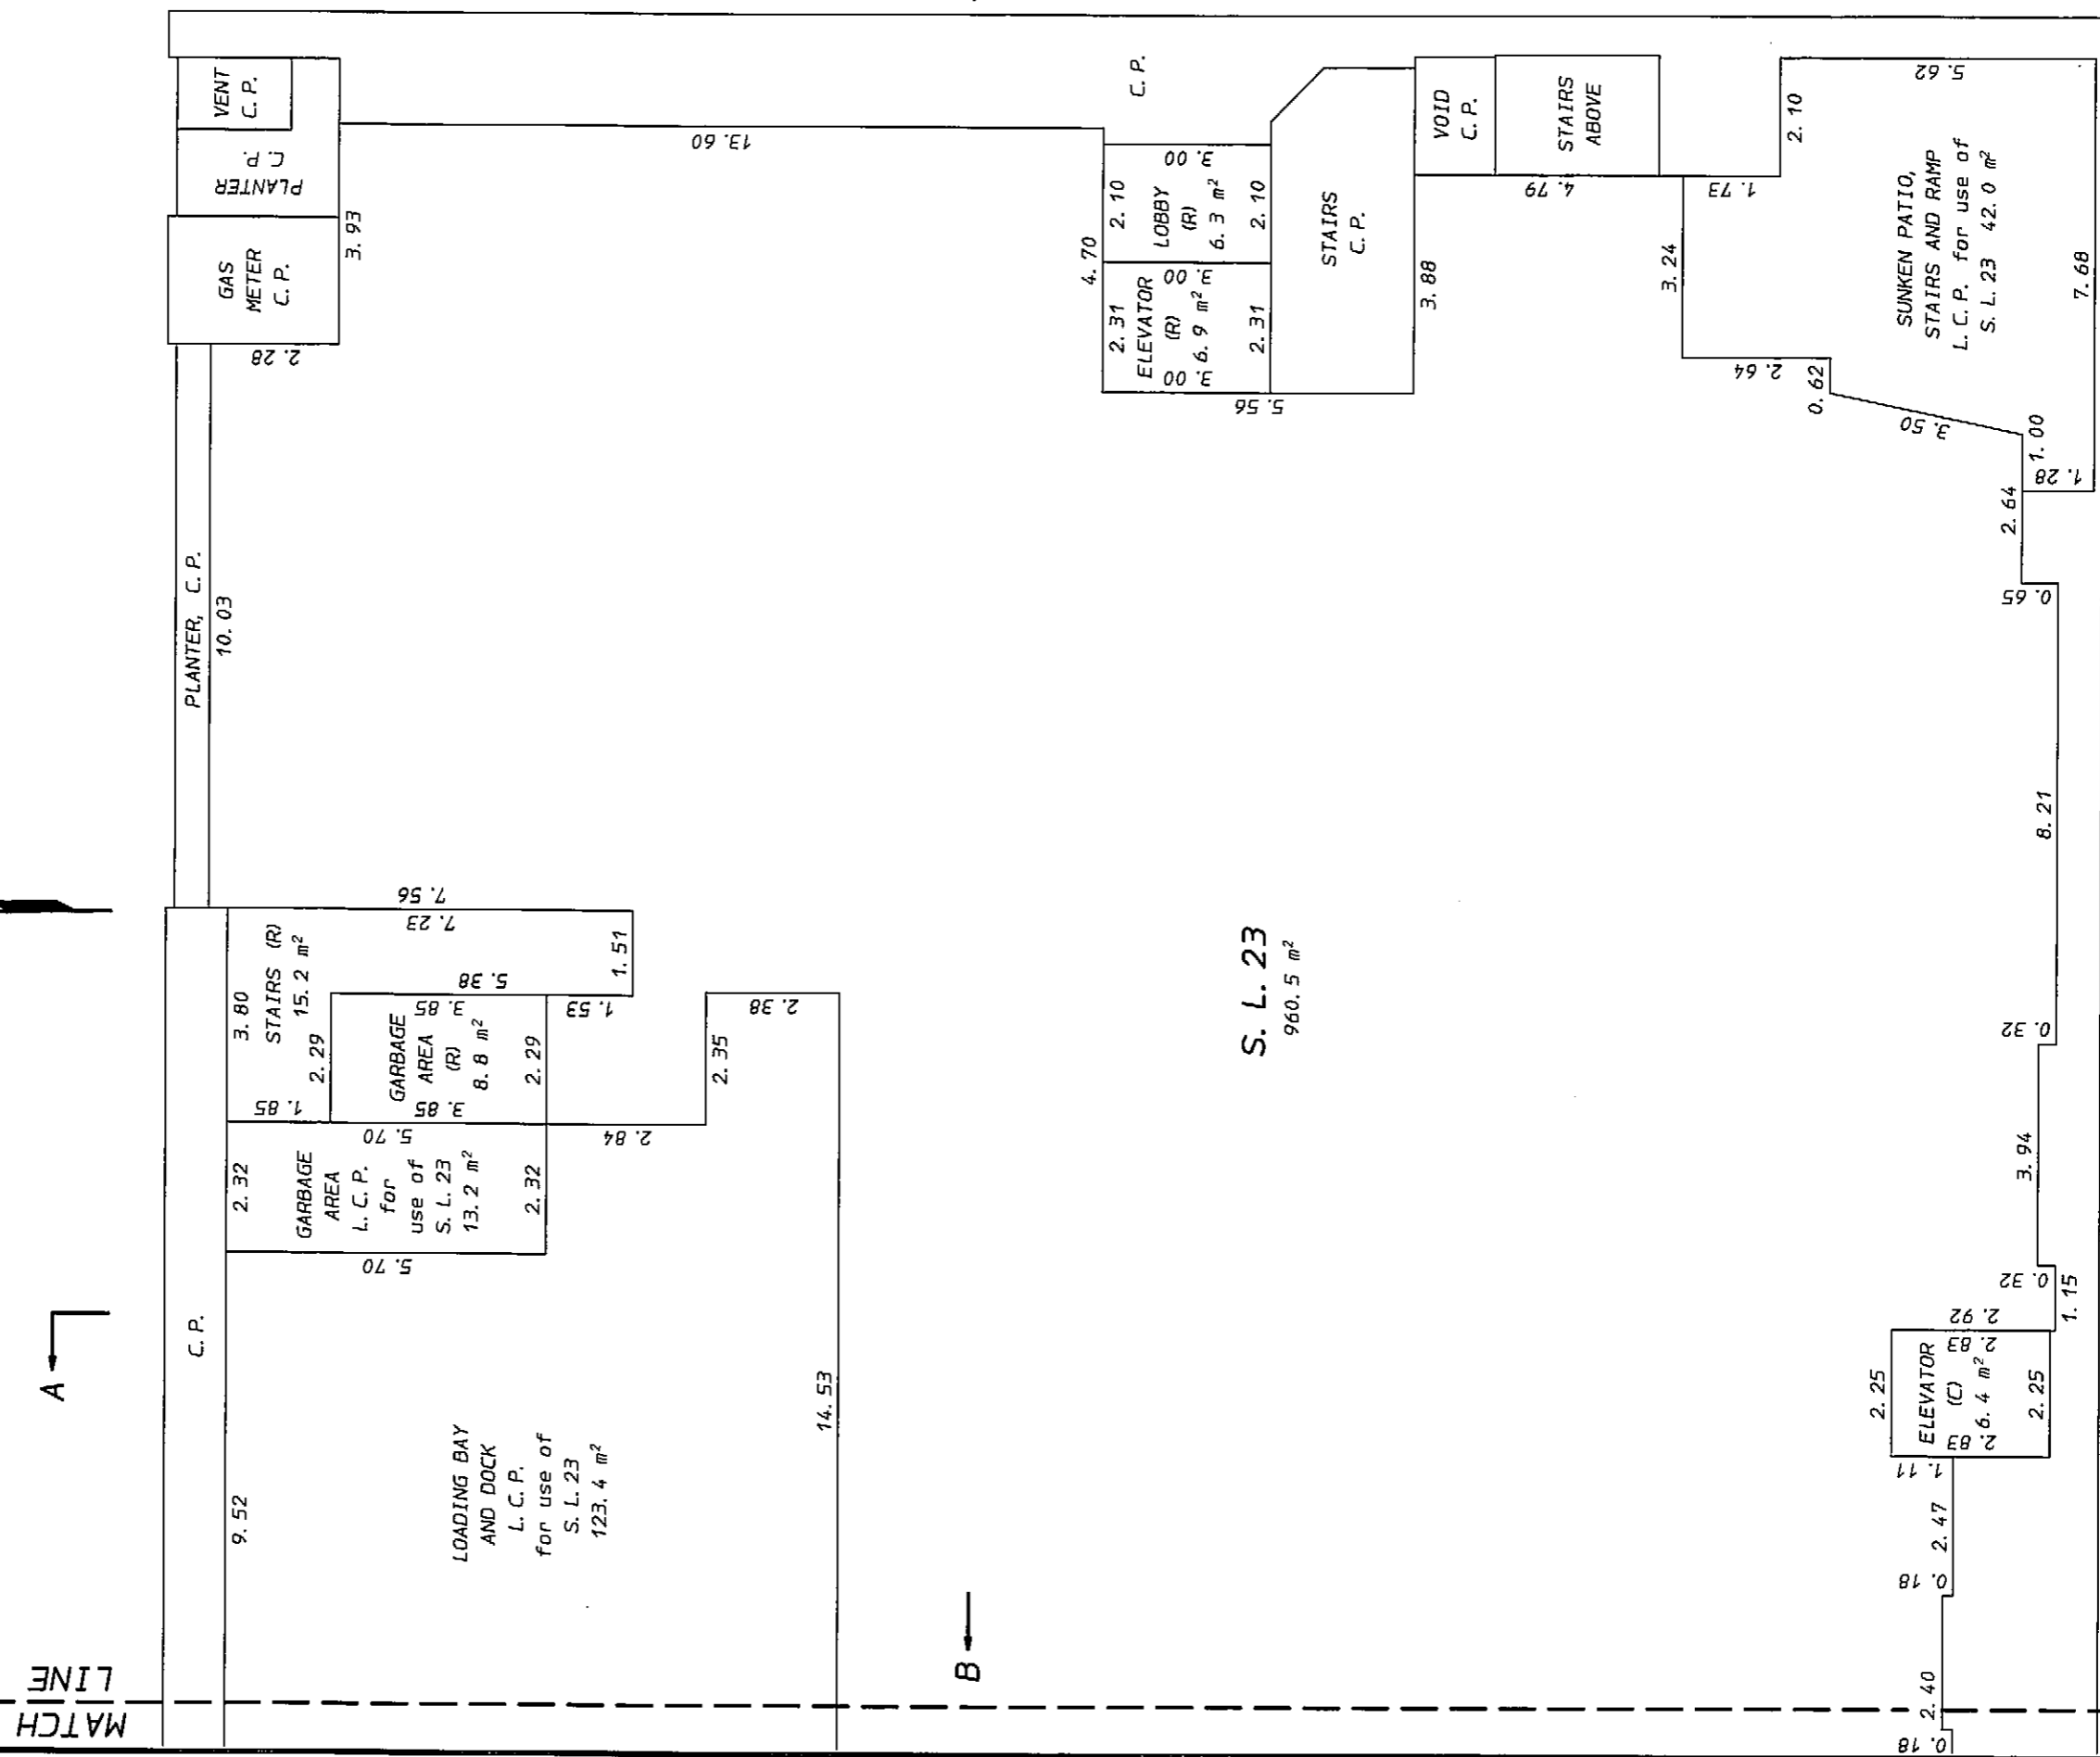 VENT
C. P.
PLANTER
C. P.
GAS
METER
C. P.
3. 93
2. 28
13. 60
C. P.
4. 70
2. 10
LOBBY
(R)
6. 3 m²
2. 10
3. 00
2. 31
ELEVATOR
(R)
6. 9 m²
2. 31
3. 00
3. 00
5. 56
STAIRS
C. P.
3. 88
VOID
C. P.
STAIRS
ABOVE
4. 79
1. 73
3. 24
2. 10
5. 62
SUNKEN PATIO,
STAIRS AND RAMP
L. C. P. for use of
S. L. 23 42. 0 m²
7. 68
2. 64
0. 62
3. 50
1. 00
1. 28
2. 64
0. 65
PLANTER, C. P.
10. 03
7. 56
7. 23
STAIRS (R)
15. 2 m²
3. 80
1. 51
5. 38
2. 29
1. 85
3. 85
GARBAGE
AREA
(R)
8. 8 m²
3. 85
2. 29
1. 53
2. 38
2. 35
2. 84
5. 70
2. 32
GARBAGE
AREA
L. C. P.
for
use of
S. L. 23
13. 2 m²
2. 32
5. 70
S. L. 23
960. 5 m²
8. 21
0. 32
3. 94
0. 32
1. 15
2. 92
2. 25
2. 83
ELEVATOR
(C)
6. 4 m²
2. 83
2. 25
1. 11
2. 47
0. 18
2. 40
0. 18
A
C. P.
9. 52
LOADING BAY
AND DOCK
L. C. P.
for use of
S. L. 23
123. 4 m²
14. 53
B
MATCH
LINE